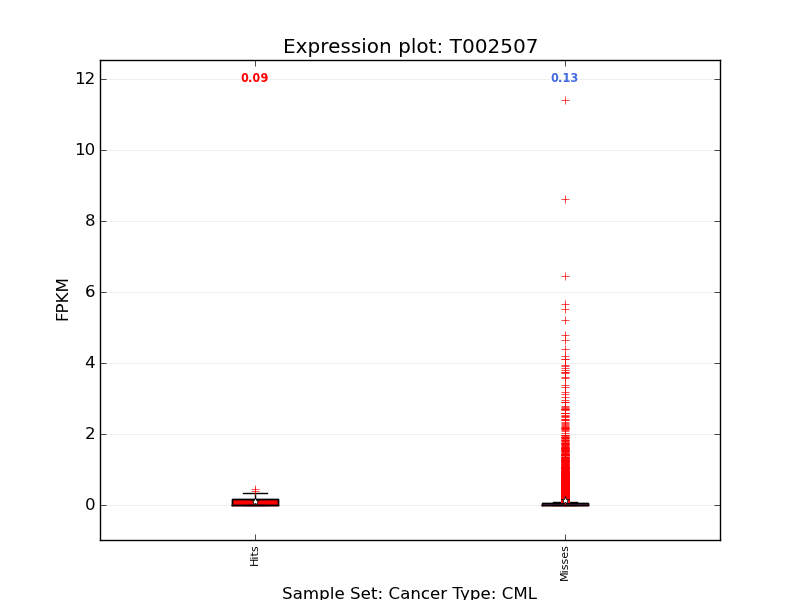 Expression plot: T002507
0.09
0.13
12
10
8
6
4
2
0
FPKM
Hits
Misses
Sample Set: Cancer Type: CML